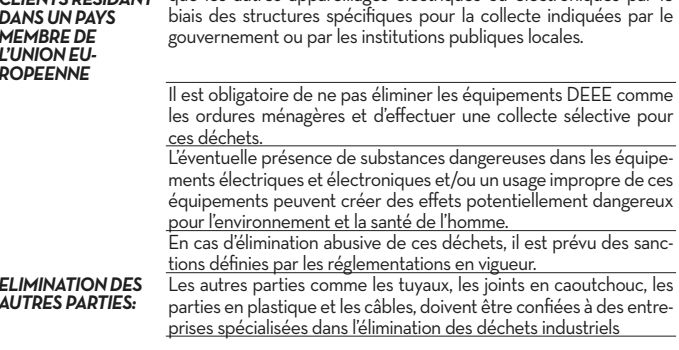 CLIENTS RÉSIDANT
DANS UN PAYS
MEMBRE DE
L'UNION EU-
ROPEENNE
que les autres appareillages électriques ou électroniques par le
biais des structures spécifiques pour la collecte indiquées par le
gouvernement ou par les institutions publiques locales.
Il est obligatoire de ne pas éliminer les équipements DEEE comme
les ordures ménagères et d'effectuer une collecte sélective pour
ces déchets.
L'éventuelle présence de substances dangereuses dans les équipe-
ments électriques et électroniques et/ou un usage impropre de ces
équipements peuvent créer des effets potentiellement dangereux
pour l'environnement et la santé de l'homme.
En cas d'élimination abusive de ces déchets, il est prévu des sanc-
tions définies par les réglementations en vigueur.
ELIMINATION DES
AUTRES PARTIES:
Les autres parties comme les tuyaux, les joints en caoutchouc, les
parties en plastique et les câbles, doivent être confiées à des entre-
prises spécialisées dans l'élimination des déchets industriels